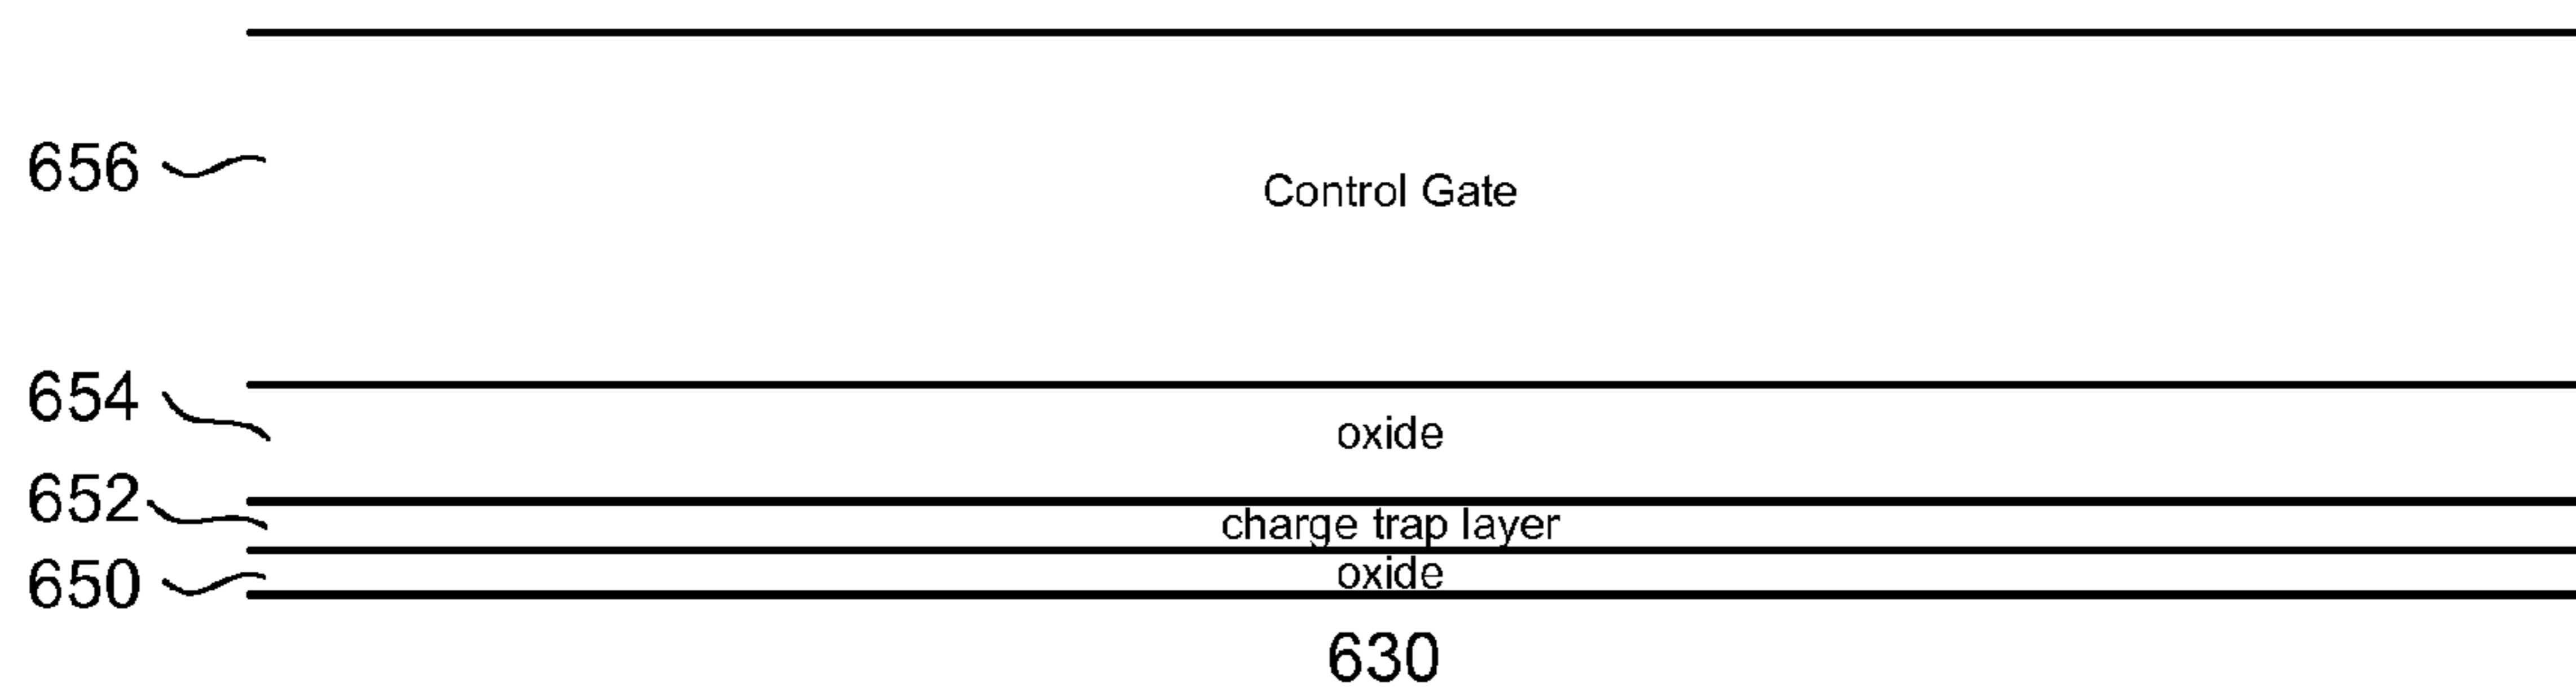 656
Control Gate
654
oxide
652
charge trap layer
650
oxide
630